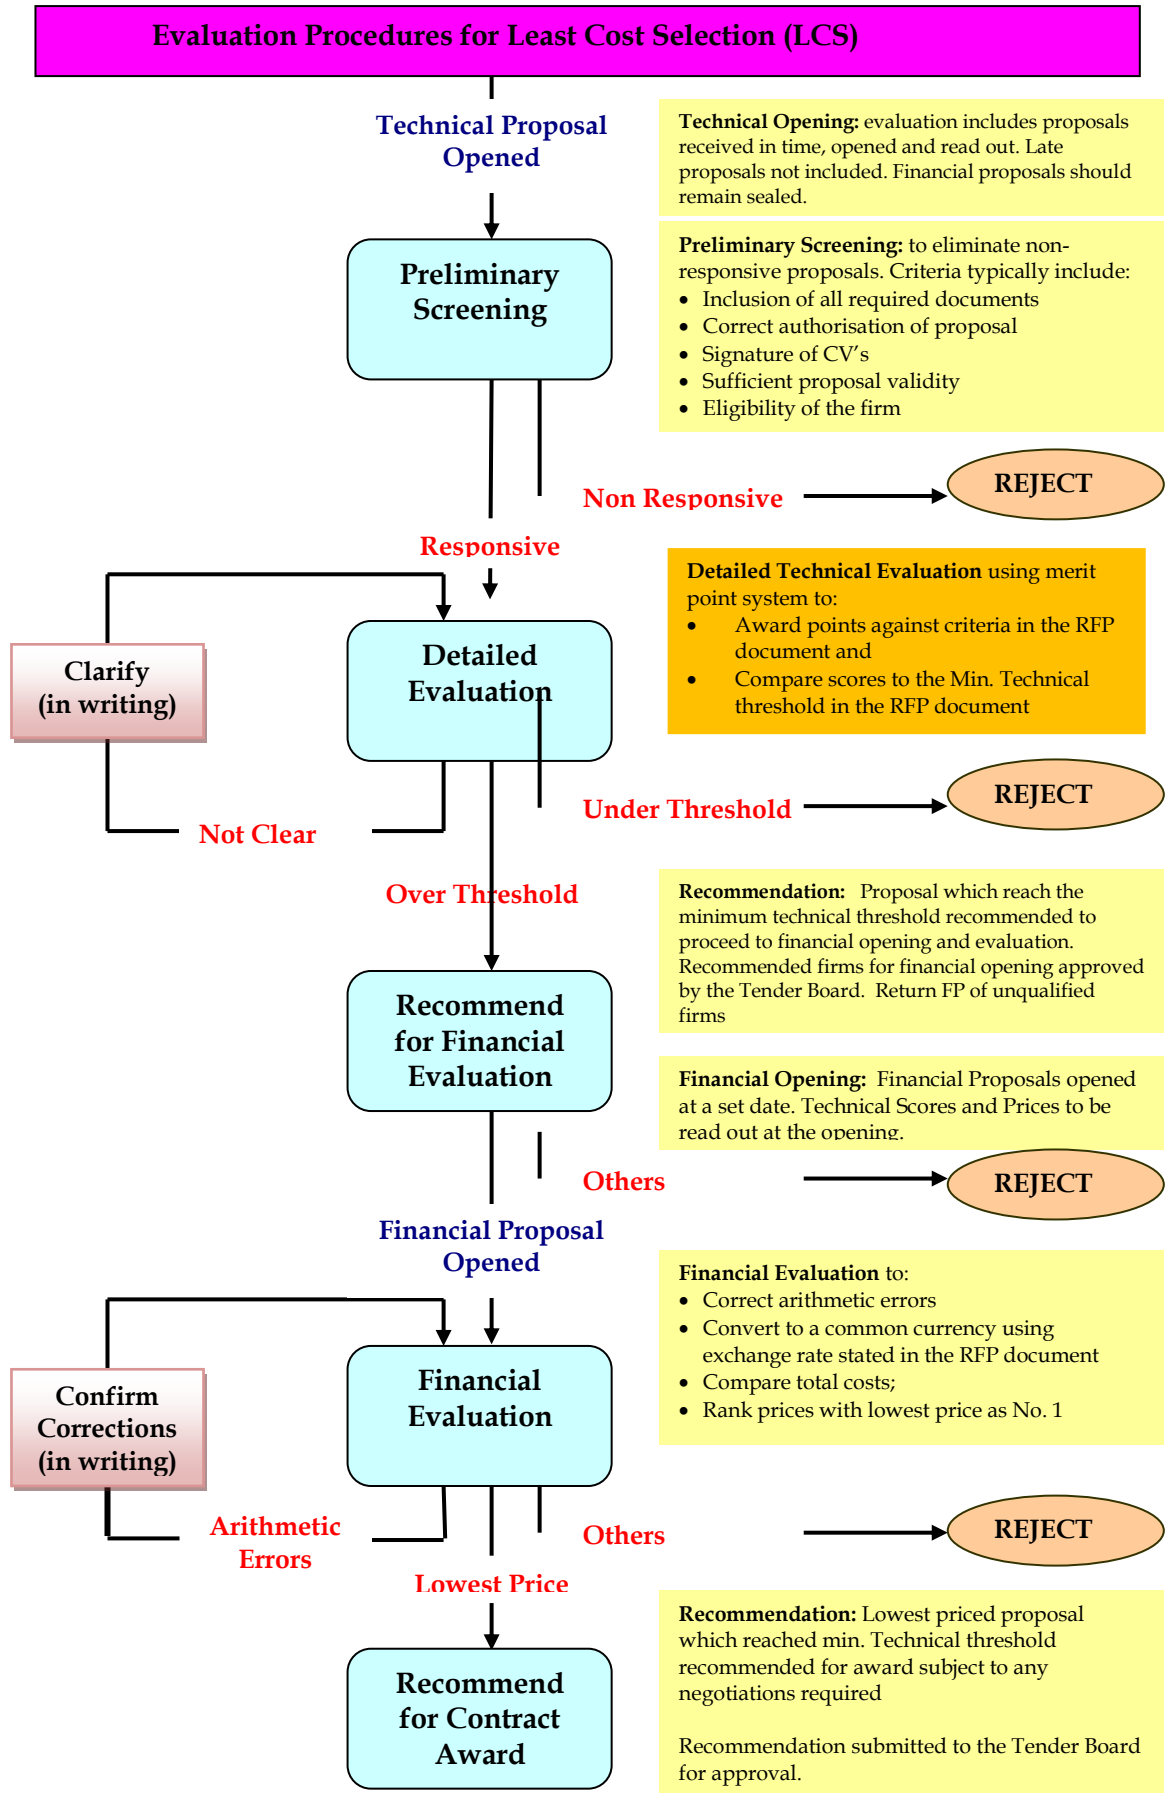 Evaluation Procedures for Least Cost Selection (LCS)
Technical Proposal
Opened
Technical Opening: evaluation includes proposals
received in time, opened and read out. Late
proposals not included. Financial proposals should
remain sealed.
Preliminary
Screening
Preliminary Screening: to eliminate non-
responsive proposals. Criteria typically include:
• Inclusion of all required documents
• Correct authorisation of proposal
• Signature of CV’s
• Sufficient proposal validity
• Eligibility of the firm
Non Responsive
REJECT
Responsive
Detailed Technical Evaluation using merit
point system to:
• Award points against criteria in the RFP
document and
• Compare scores to the Min. Technical
threshold in the RFP document
Detailed
Evaluation
Clarify
(in writing)
Under Threshold
REJECT
Not Clear
Over Threshold
Recommendation: Proposal which reach the
minimum technical threshold recommended to
proceed to financial opening and evaluation.
Recommended firms for financial opening approved
by the Tender Board. Return FP of unqualified
firms
Recommend
for Financial
Evaluation
Financial Opening: Financial Proposals opened
at a set date. Technical Scores and Prices to be
read out at the opening.
Others
REJECT
Financial Proposal
Opened
Financial Evaluation to:
• Correct arithmetic errors
• Convert to a common currency using
exchange rate stated in the RFP document
• Compare total costs;
• Rank prices with lowest price as No. 1
Financial
Evaluation
Confirm
Corrections
(in writing)
Arithmetic
Errors
Others
REJECT
Lowest Price
Recommendation: Lowest priced proposal
which reached min. Technical threshold
recommended for award subject to any
negotiations required
Recommendation submitted to the Tender Board
for approval.
Recommend
for Contract
Award